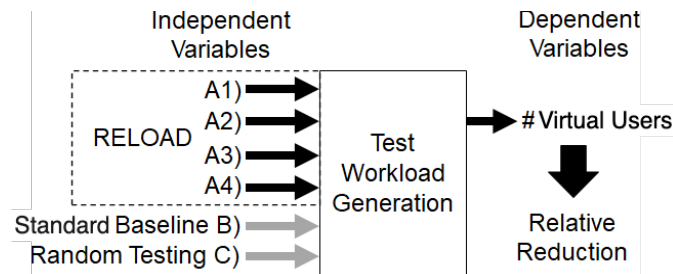 Independent
Variables
Dependent
Variables
RELOAD
A1)
A2)
A3)
A4)
Standard Baseline B)
Random Testing C)
Test
Workload
Generation
# Virtual Users
Relative
Reduction